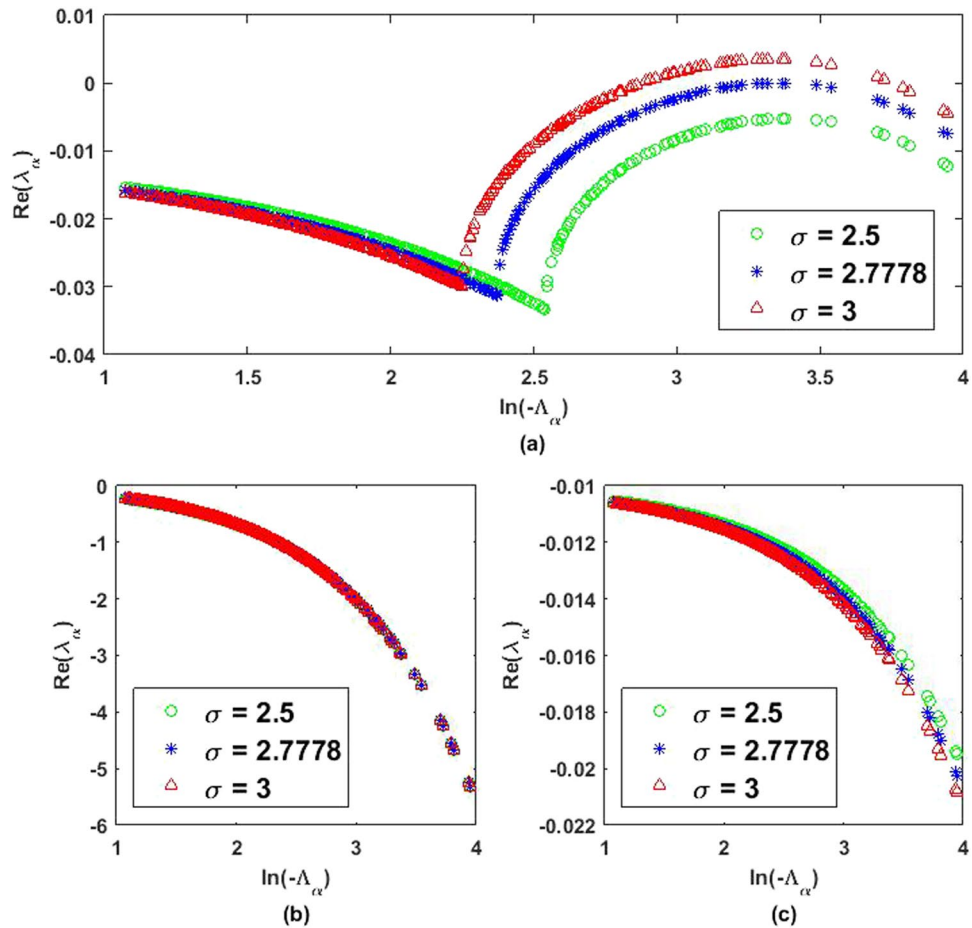 0.01
0
-0.01
-0.02
-0.03
-0.04
Re(λα)
σ = 2.5
σ = 2.7778
σ = 3
1 1.5 2 2.5 3 3.5 4
ln(-Λα)
(a)
0
-1
-2
-3
-4
-5
-6
Re(λα)
σ = 2.5
σ = 2.7778
σ = 3
1 2 3 4
ln(-Λα)
(b)
-0.01
-0.012
-0.014
-0.016
-0.018
-0.02
-0.022
Re(λα)
σ = 2.5
σ = 2.7778
σ = 3
1 2 3 4
ln(-Λα)
(c)